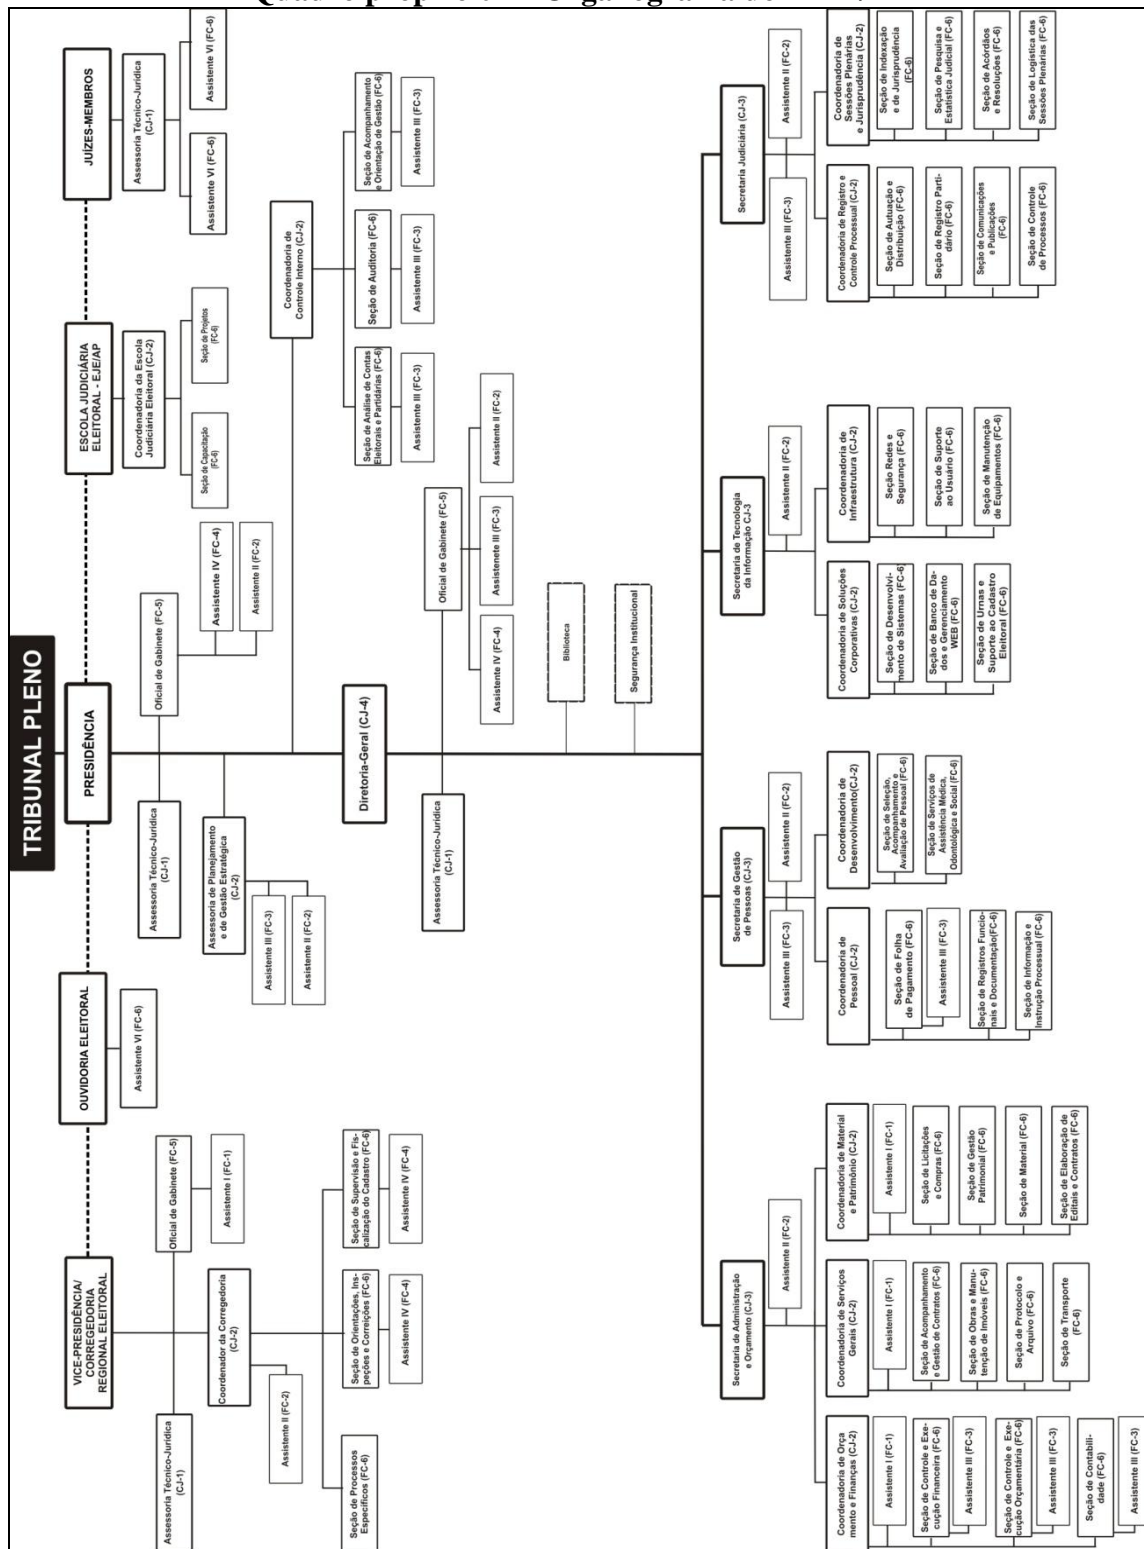 TRIBUNAL PLENO
VICE-PRESIDÊNCIA/
CORREGEDORIA
REGIONAL ELEITORAL
OUVIDORIA ELEITORAL
PRESIDÊNCIA
ESCOLA JUDICIÁRIA
ELEITORAL - EJE/AP
JUÍZES-MEMBROS
Assessoria Técnico-Jurídica
(CJ-1)
Oficial de Gabinete (FC-5)
Assistente I (FC-1)
Coordenador da Corregedoria
(CJ-2)
Assistente II (FC-2)
Seção de Processos
Específicos (FC-6)
Seção de Orientações, Ins-
peções e Correições (FC-6)
Assistente IV (FC-4)
Seção de Supervisão e Fis-
calização do Cadastro (FC-6)
Assistente IV (FC-4)
Assistente VI (FC-6)
Assessoria Técnico-Jurídica
(CJ-1)
Oficial de Gabinete (FC-5)
Assistente IV (FC-4)
Assistente II (FC-2)
Assessoria de Planejamento
e de Gestão Estratégica
(CJ-2)
Assistente III (FC-3)
Assistente II (FC-2)
Coordenadoria da Escola
Judiciária Eleitoral (CJ-2)
Seção de Capacitação
(FC-6)
Seção de Projetos
(FC-6)
Assessoria Técnico-Jurídica
(CJ-1)
Assistente VI (FC-6)
Assistente VI (FC-6)
Coordenadoria de
Controle Interno (CJ-2)
Seção de Análise de Contas
Eleitorais e Partidárias (FC-6)
Assistente III (FC-3)
Seção de Auditoria (FC-6)
Assistente III (FC-3)
Seção de Acompanhamento
e Orientação de Gestão (FC-6)
Assistente III (FC-3)
Diretoria-Geral (CJ-4)
Assessoria Técnico-Jurídica
(CJ-1)
Oficial de Gabinete (FC-5)
Assistente IV (FC-4)
Assistenete III (FC-3)
Assistente II (FC-2)
Biblioteca
Segurança Institucional
Secretaria de Administração
e Orçamento (CJ-3)
Assistente II (FC-2)
Coordenadoria de Orça
mento e Finanças (CJ-2)
Assistente I (FC-1)
Seção de Controle e Exe-
cução Financeira (FC-6)
Assistente III (FC-3)
Seção de Controle e Exe-
cução Orçamentária (FC-6)
Assistente III (FC-3)
Seção de Contabili-
dade (FC-6)
Assistente III (FC-3)
Coordenadoria de Serviços
Gerais (CJ-2)
Assistente I (FC-1)
Seção de Acompanhamento
e Gestão de Contratos (FC-6)
Seção de Obras e Manu-
tenção de Imóveis (FC-6)
Seção de Protocolo e
Arquivo (FC-6)
Seção de Transporte
(FC-6)
Coordenadoria de Material
e Patrimônio (CJ-2)
Assistente I (FC-1)
Seção de Licitações
e Compras (FC-6)
Seção de Gestão
Patrimonial (FC-6)
Seção de Material (FC-6)
Seção de Elaboração de
Editais e Contratos (FC-6)
Secretaria de Gestão
de Pessoas (CJ-3)
Assistente III (FC-3)
Assistente II (FC-2)
Coordenadoria de
Pessoal (CJ-2)
Seção de Folha
de Pagamento (FC-6)
Assistente III (FC-3)
Seção de Registros Funcio-
nais e Documentação(FC-6)
Seção de Informação e
Instrução Processual (FC-6)
Coordenadoria de
Desenvolvimento(CJ-2)
Seção de Seleção,
Acompanhamento e
Avaliação de Pessoal (FC-6)
Seção de Serviços de
Assistência Médica,
Odontológica e Social (FC-6)
Secretaria de Tecnologia
da Informação CJ-3
Assistente II (FC-2)
Coordenadoria de Soluções
Corporativas (CJ-2)
Seção de Desenvolvi-
mento de Sistemas (FC-6)
Seção de Banco de Da-
dos e Gerenciamento
WEB (FC-6)
Seção de Urnas e
Suporte ao Cadastro
Eleitoral (FC-6)
Coordenadoria de
Infraestrutura (CJ-2)
Seção Redes e
Segurança (FC-6)
Seção de Suporte
ao Usuário (FC-6)
Seção de Manutenção
de Equipamentos (FC-6)
Secretaria Judiciária (CJ-3)
Assistente III (FC-3)
Assistente II (FC-2)
Coordenadoria de Registro e
Controle Processual (CJ-2)
Seção de Autuação e
Distribuição (FC-6)
Seção de Registro Parti-
dário (FC-6)
Seção de Comunicações
e Publicações
(FC-6)
Seção de Controle
de Processos (FC-6)
Coordenadoria de
Sessões Plenárias
e Jurisprudência (CJ-2)
Seção de Indexação
e de Jurisprudência
(FC-6)
Seção de Pesquisa e
Estatística Judicial (FC-6)
Seção de Acórdãos
e Resoluções (FC-6)
Seção de Logística das
Sessões Plenárias (FC-6)